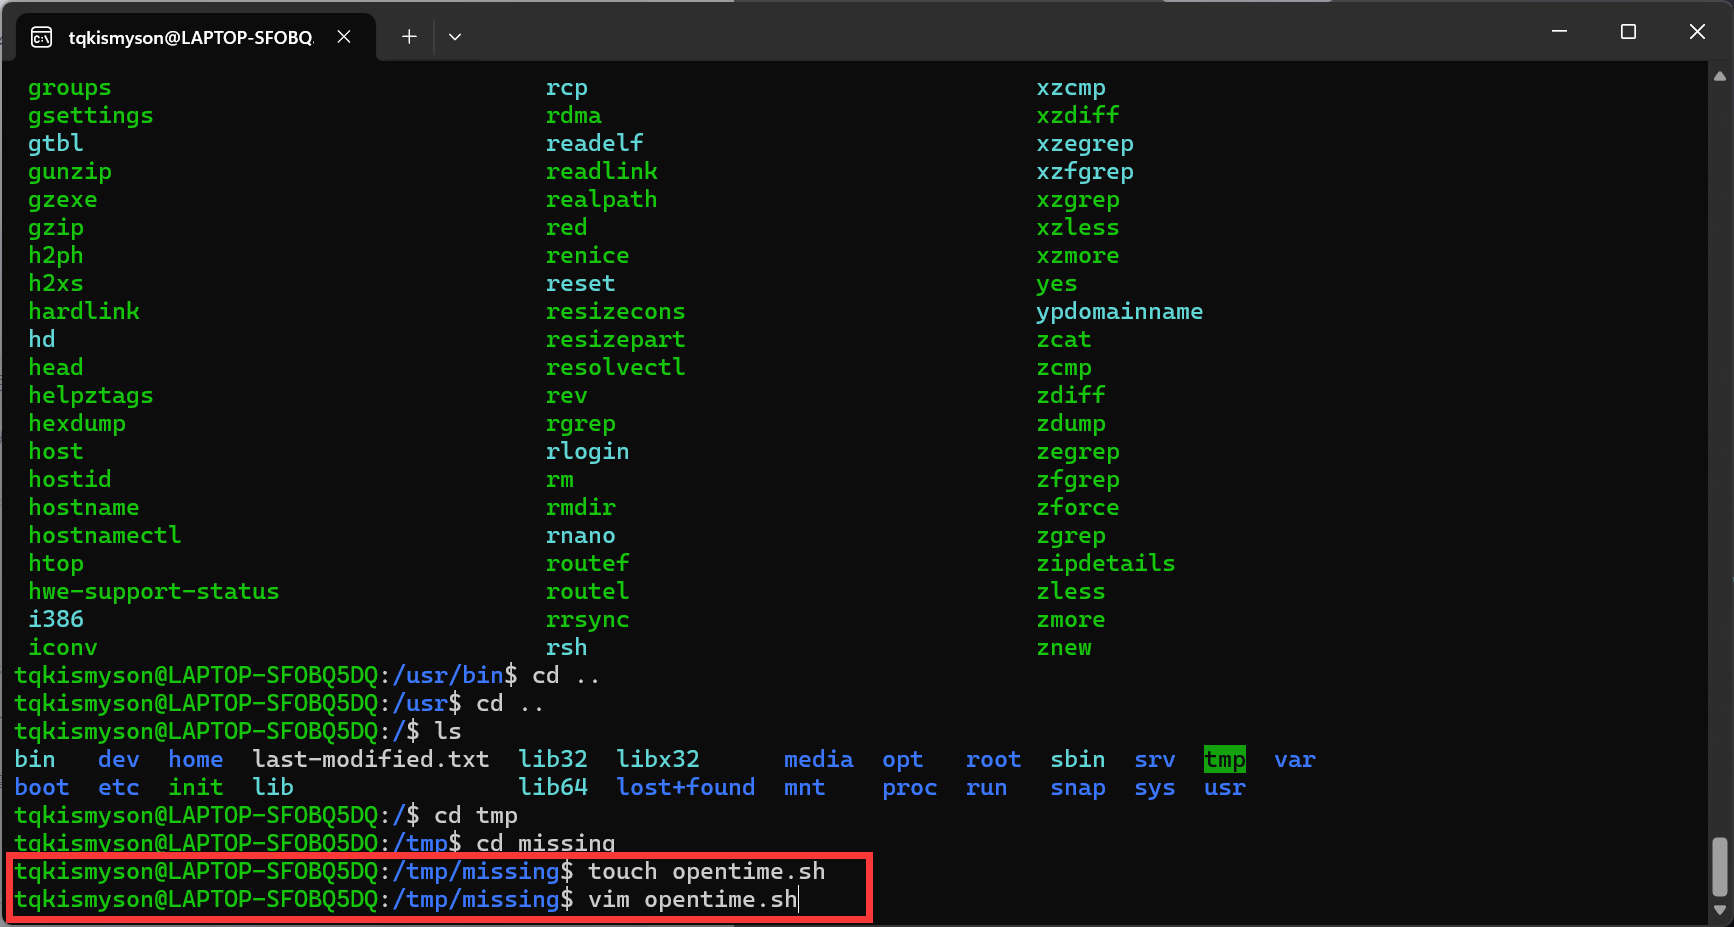 tqkismyson@LAPTOP-SFOBQ.
groups rcp xzcmp
gsettings rdma xzdiff
gtbl readelf xzegrep
gunzip readlink xzfgrep
gzexe realpath xzgrep
gzip red xzless
h2ph renice xzmore
h2xs reset yes
hardlink resizecons ypdomainname
hd resizepart zcat
head resolvectl zcmp
helpztags rev zdiff
hexdump rgrep zdump
host rlogin zegrep
hostid rm zfgrep
hostname rmdir zforce
hostnamectl rnano zgrep
htop routef zipdetails
hwe-support-status routel zless
i386 rrsync zmore
iconv rsh znew
tqkismyson@LAPTOP-SFOBQ5DQ:/usr/bin$ cd ..
tqkismyson@LAPTOP-SFOBQ5DQ:/usr$ cd ..
tqkismyson@LAPTOP-SFOBQ5DQ:/$ ls
bin dev home last-modified.txt lib32 libx32 media opt root sbin srv tmp var
boot etc init lib lib64 lost+found mnt proc run snap sys usr
tqkismyson@LAPTOP-SFOBQ5DQ:/$ cd tmp
tqkismyson@LAPTOP-SFOBQ5DQ:/tmp$ cd missing
tqkismyson@LAPTOP-SFOBQ5DQ:/tmp/missing$ touch opentime.sh
tqkismyson@LAPTOP-SFOBQ5DQ:/tmp/missing$ vim opentime.sh